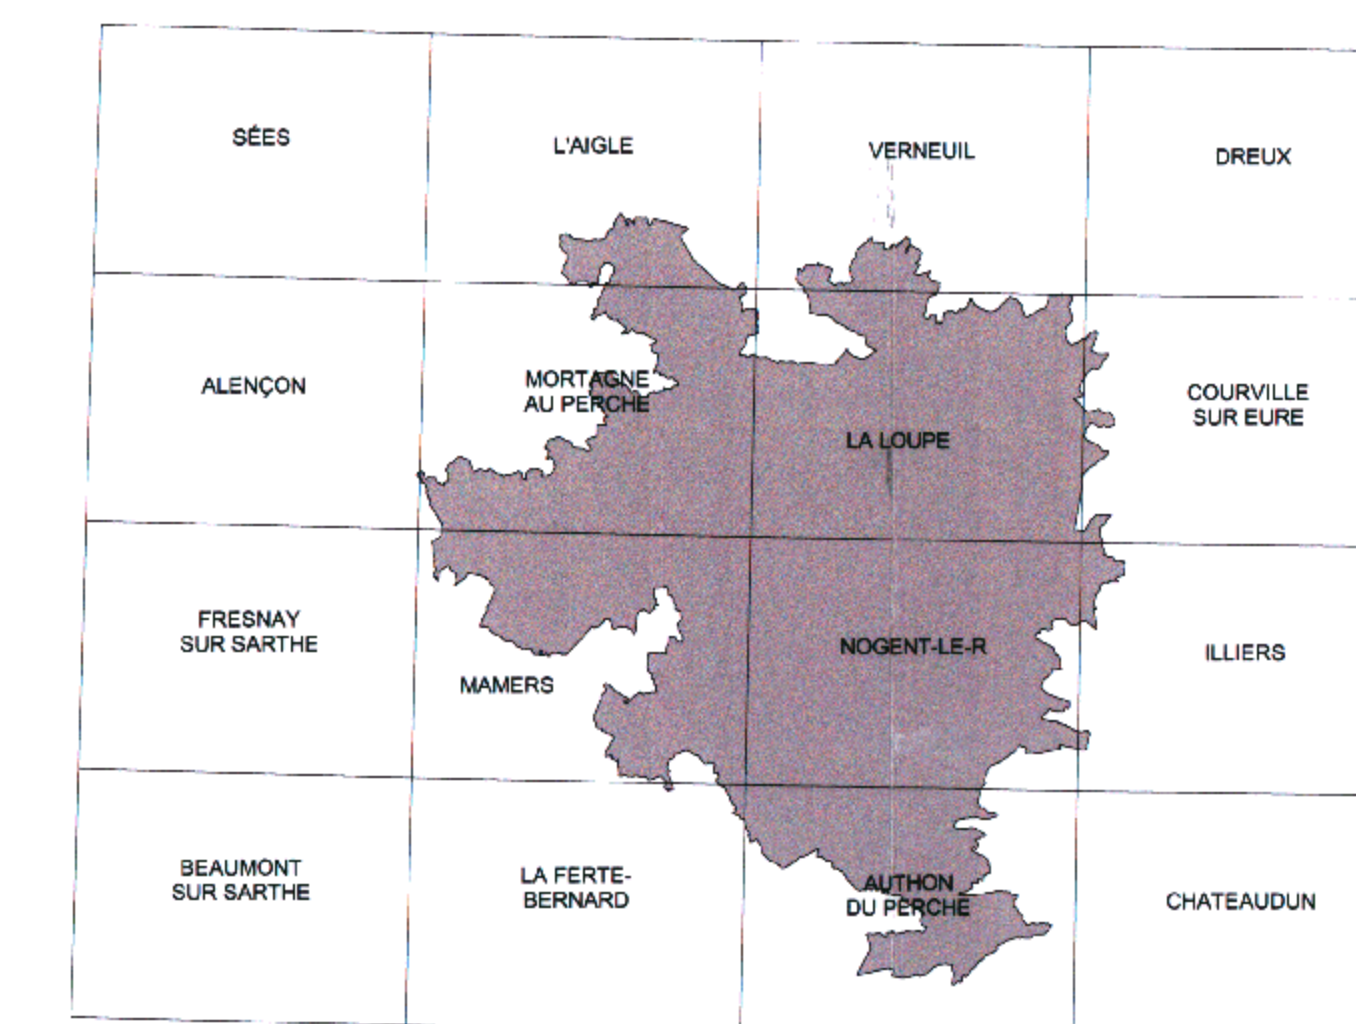 SÉES
L'AIGLE
VERNEUIL
DREUX
ALENÇON
MORTAGNE
AU PERCHE
LA LOUPE
COURVILLE
SUR EURE
FRESNAY
SUR SARTHE
MAMERS
NOGENT-LE-R
ILLIERS
BEAUMONT
SUR SARTHE
LA FERTE-
BERNARD
AUTHON
DU PERCHE
CHATEAUDUN